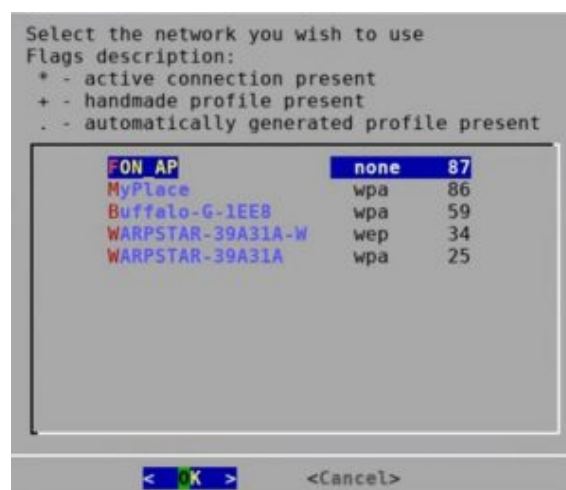 Select the network you wish to use
Flags description:
* - active connection present
+ - handmade profile present
. - automatically generated profile present
FON_AP none 87
MyPlace wpa 86
Buffalo-G-1EE8 wpa 59
WARPSTAR-39A31A-W wep 34
WARPSTAR-39A31A wpa 25
< OK > <Cancel>